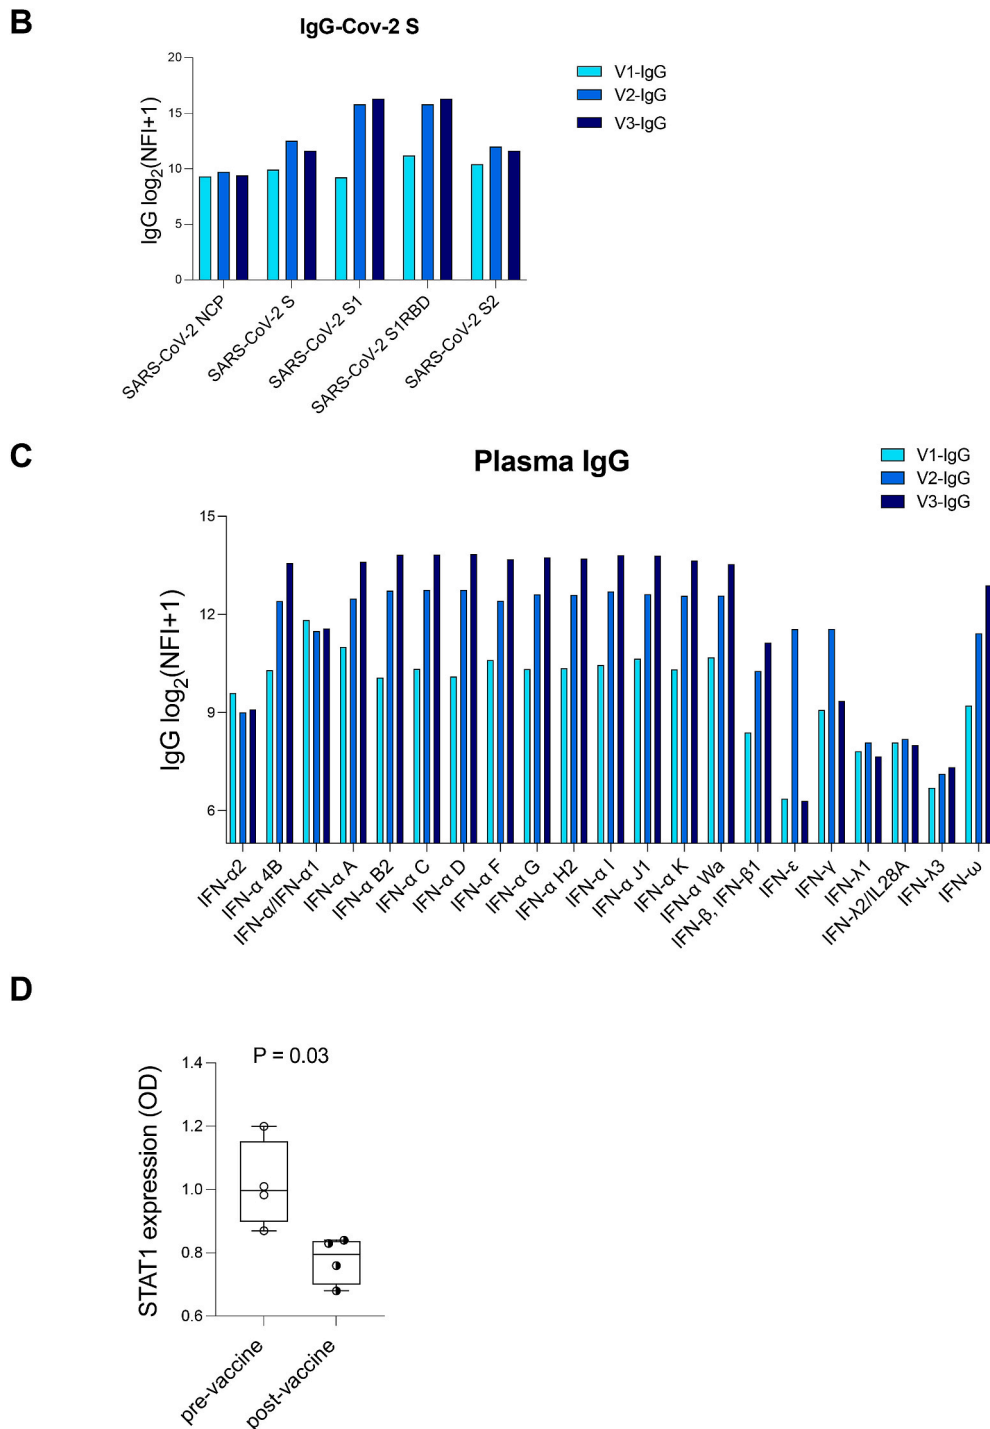 B
IgG-Cov-2 S
V1-IgG
V2-IgG
V3-IgG
IgG log2(NFI+1)
20
15
10
5
0
SARS-CoV-2 NCP
SARS-CoV-2 S
SARS-CoV-2 S1
SARS-CoV-2 S1RBD
SARS-CoV-2 S2
C
Plasma IgG
V1-IgG
V2-IgG
V3-IgG
IgG log2(NFI+1)
15
12
9
6
IFN-α2
IFN-α 4B
IFN-α/IFN-α1
IFN-α A
IFN-α B2
IFN-α C
IFN-α D
IFN-α F
IFN-α G
IFN-α H2
IFN-α I
IFN-α J1
IFN-α K
IFN-α Wa
IFN-β, IFN-β1
IFN-ε
IFN-γ
IFN-λ1
IFN-λ2/IL28A
IFN-λ3
IFN-ω
D
P = 0.03
STAT1 expression (OD)
1.4
1.2
1.0
0.8
0.6
pre-vaccine
post-vaccine